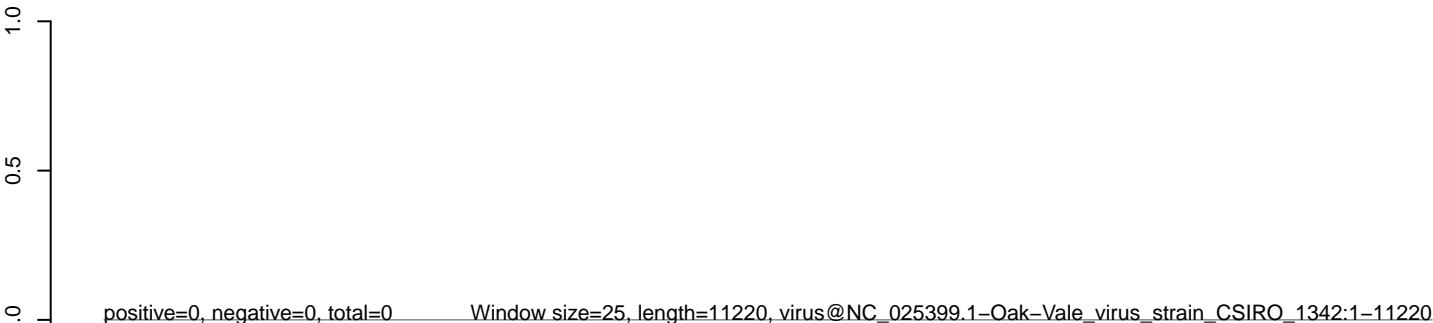 1.0
0.5
.0
positive=0, negative=0, total=0
Window size=25, length=11220, virus@NC_025399.1−Oak−Vale_virus_strain_CSIRO_1342:1−11220